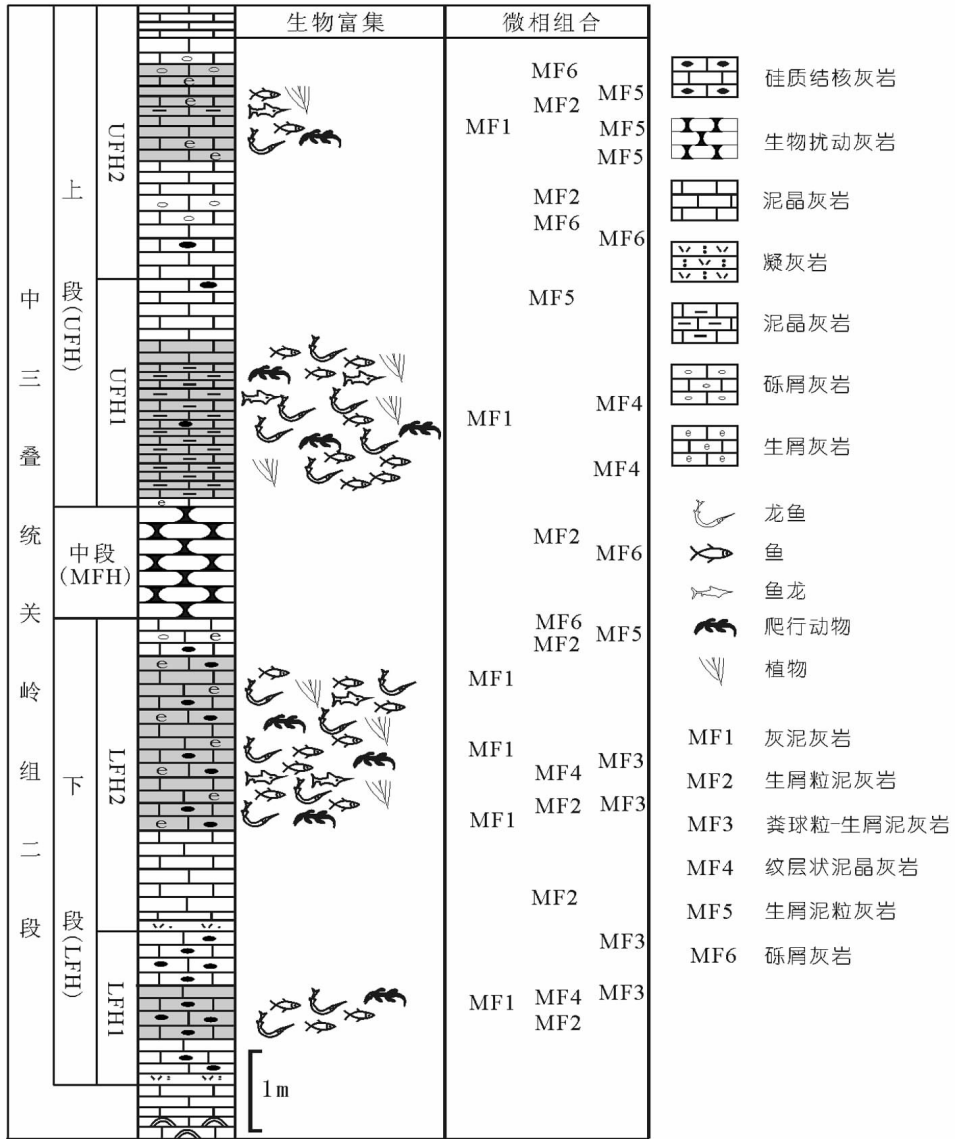 生物富集
微相组合
中三叠统关岭组二段
上段(UFH)
UFH2
UFH1
中段
(MFH)
下段(LFH)
LFH2
LFH1
MF6
MF5
MF2
MF1
MF5
MF5
MF2
MF6
MF6
MF5
MF4
MF1
MF4
MF2
MF6
MF6
MF5
MF2
MF1
MF1
MF3
MF4
MF2
MF3
MF1
MF2
MF3
MF3
MF1
MF4
MF2
1m
硅质结核灰岩
生物扰动灰岩
泥晶灰岩
凝灰岩
泥晶灰岩
砾屑灰岩
生屑灰岩
龙鱼
鱼
鱼龙
爬行动物
植物
MF1 灰泥灰岩
MF2 生屑粒泥灰岩
MF3 粪球粒-生屑泥灰岩
MF4 纹层状泥晶灰岩
MF5 生屑泥粒灰岩
MF6 砾屑灰岩